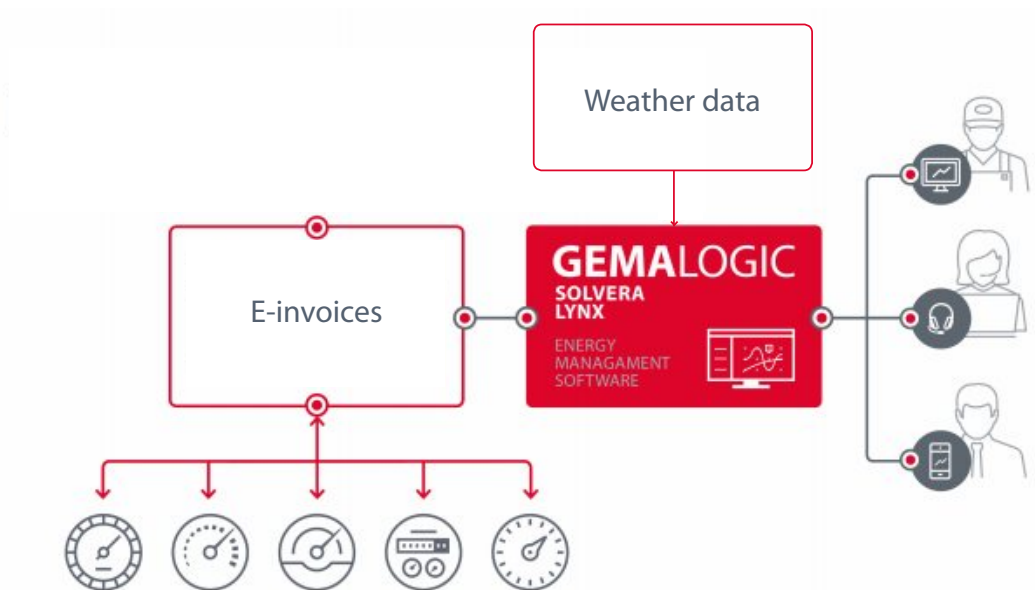 Weather data
E-invoices
GEMALOGIC
SOLVERA
LYNX
ENERGY
MANAGAMENT
SOFTWARE